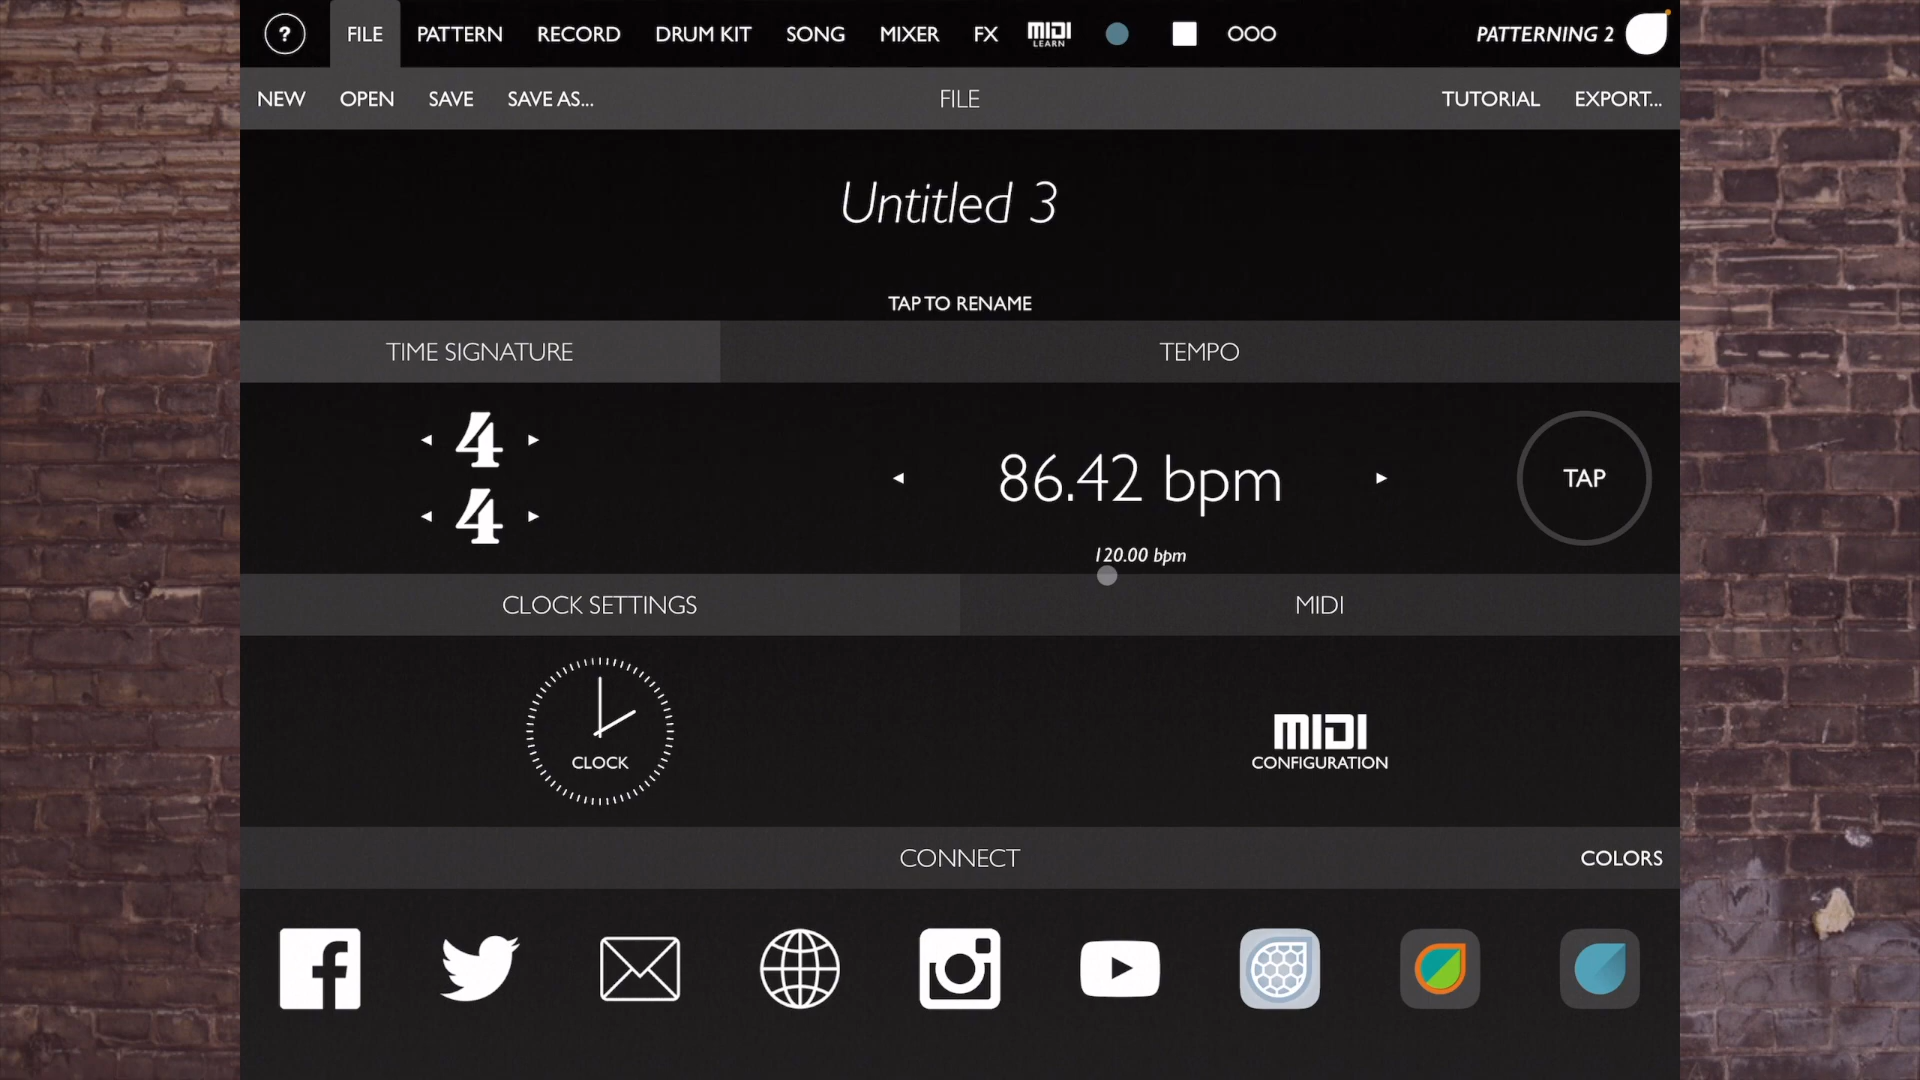 ? FILE PATTERN RECORD DRUM KIT SONG MIXER FX MIDI LEARN PATTERNING 2
NEW OPEN SAVE SAVE AS... FILE TUTORIAL EXPORT...
Untitled 3
TAP TO RENAME
TIME SIGNATURE TEMPO
4
4
86.42 bpm TAP
120.00 bpm
CLOCK SETTINGS MIDI
CLOCK
MIDI
CONFIGURATION
CONNECT COLORS